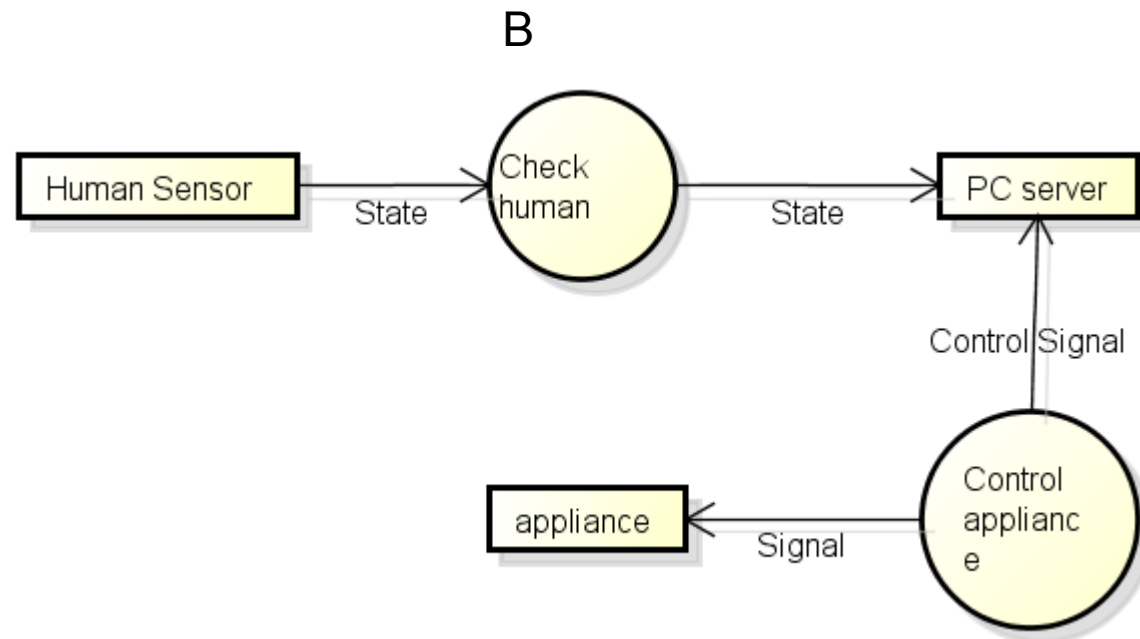 B
Human Sensor
State
Check
human
State
PC server
Control Signal
Control
applianc
e
Signal
appliance